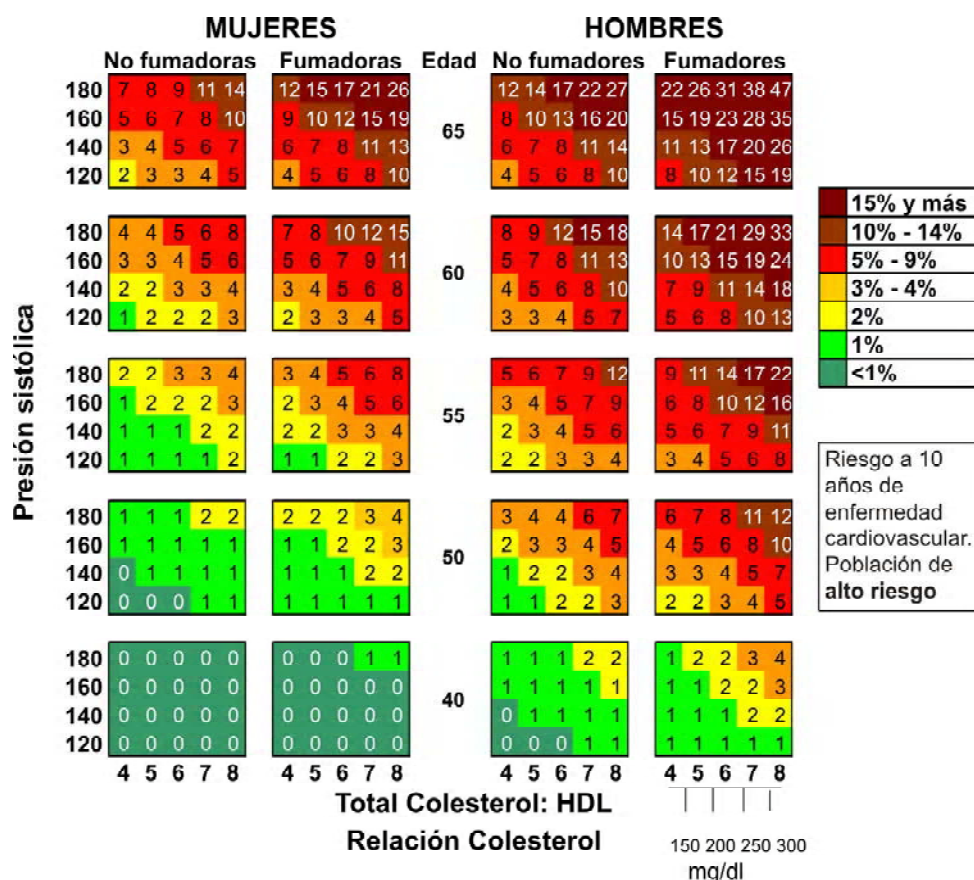 MUJERES HOMBRES
No fumadoras Fumadoras Edad No fumadores Fumadores
180 7 8 9 11 14 12 15 17 21 26 12 14 17 22 27 22 26 31 38 47
160 5 6 7 8 10 9 10 12 15 19 8 10 13 16 20 15 19 23 28 35
65
140 3 4 5 6 7 6 7 8 11 13 6 7 8 11 14 11 13 17 20 26
120 2 3 3 4 5 4 5 6 8 10 4 5 6 8 10 8 10 12 15 19
180 4 4 5 6 8 7 8 10 12 15 8 9 12 15 18 14 17 21 29 33
160 3 3 4 5 6 5 6 7 9 11 5 7 8 11 13 10 13 15 19 24
60
140 2 2 3 3 4 3 4 5 6 8 4 5 6 8 10 7 9 11 14 18
120 1 2 2 2 3 2 3 3 4 5 3 3 4 5 7 5 6 8 10 13
180 2 2 3 3 4 3 4 5 6 8 5 6 7 9 12 9 11 14 17 22
160 1 2 2 2 3 2 3 4 5 6 3 4 5 7 9 6 8 10 12 16
55
140 1 1 1 2 2 2 2 3 3 4 2 3 4 5 6 5 6 7 9 11
120 1 1 1 1 2 1 1 2 2 3 2 2 3 3 4 3 4 5 6 8
180 1 1 1 2 2 2 2 2 3 4 3 4 4 6 7 6 7 8 11 12
160 1 1 1 1 1 1 1 2 2 3 2 3 3 4 5 4 5 6 8 10
50
140 0 1 1 1 1 1 1 1 2 2 1 2 2 3 4 3 3 4 5 7
120 0 0 0 1 1 1 1 1 1 1 1 1 2 2 3 2 2 3 4 5
180 0 0 0 0 0 0 0 0 1 1 1 1 1 2 2 1 2 2 3 4
160 0 0 0 0 0 0 0 0 0 0 1 1 1 1 1 1 1 2 2 3
40
140 0 0 0 0 0 0 0 0 0 0 0 1 1 1 1 1 1 1 2 2
120 0 0 0 0 0 0 0 0 0 0 0 0 0 1 1 1 1 1 1 1
4 5 6 7 8 4 5 6 7 8 4 5 6 7 8 4 5 6 7 8
Presión sistólica
Total Colesterol: HDL
Relación Colesterol
150 200 250 300
mg/dl
15% y más
10% - 14%
5% - 9%
3% - 4%
2%
1%
<1%
Riesgo a 10
años de
enfermedad
cardiovascular.
Población de
alto riesgo